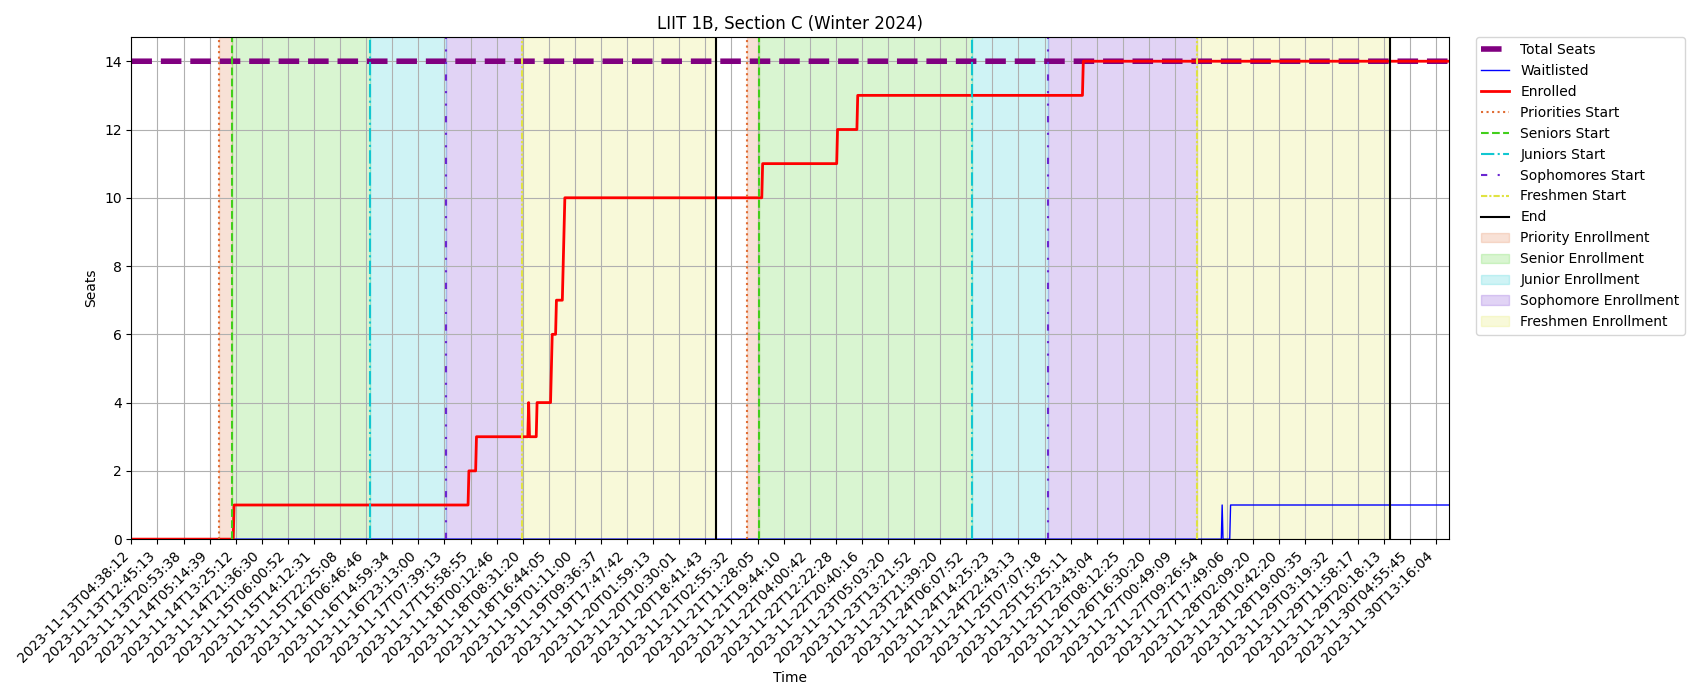 LIIT 1B, Section C (Winter 2024)
Seats
14
12
10
8
6
4
2
0
2023-11-13T04:38:12
2023-11-13T12:45:13
2023-11-13T20:53:38
2023-11-14T05:14:39
2023-11-14T13:25:12
2023-11-14T21:36:30
2023-11-15T06:00:52
2023-11-15T14:12:31
2023-11-15T22:25:08
2023-11-16T06:46:46
2023-11-16T14:59:34
2023-11-16T23:13:00
2023-11-17T07:39:13
2023-11-17T15:58:55
2023-11-18T00:12:46
2023-11-18T08:31:20
2023-11-18T16:44:05
2023-11-19T01:11:00
2023-11-19T09:36:37
2023-11-19T17:47:42
2023-11-20T01:59:13
2023-11-20T10:30:01
2023-11-20T18:41:43
2023-11-21T02:55:32
2023-11-21T11:28:05
2023-11-21T19:44:10
2023-11-22T04:00:42
2023-11-22T12:22:28
2023-11-22T20:40:16
2023-11-23T05:03:20
2023-11-23T13:21:52
2023-11-23T21:39:20
2023-11-24T06:07:52
2023-11-24T14:25:23
2023-11-24T22:43:13
2023-11-25T07:07:18
2023-11-25T15:25:11
2023-11-25T23:43:04
2023-11-26T08:12:25
2023-11-26T16:30:20
2023-11-27T00:49:09
2023-11-27T09:26:54
2023-11-27T17:49:06
2023-11-28T02:09:20
2023-11-28T10:42:20
2023-11-28T19:00:35
2023-11-29T03:19:32
2023-11-29T11:58:17
2023-11-29T20:18:13
2023-11-30T04:55:45
2023-11-30T13:16:04
Time
Total Seats
Waitlisted
Enrolled
Priorities Start
Seniors Start
Juniors Start
Sophomores Start
Freshmen Start
End
Priority Enrollment
Senior Enrollment
Junior Enrollment
Sophomore Enrollment
Freshmen Enrollment